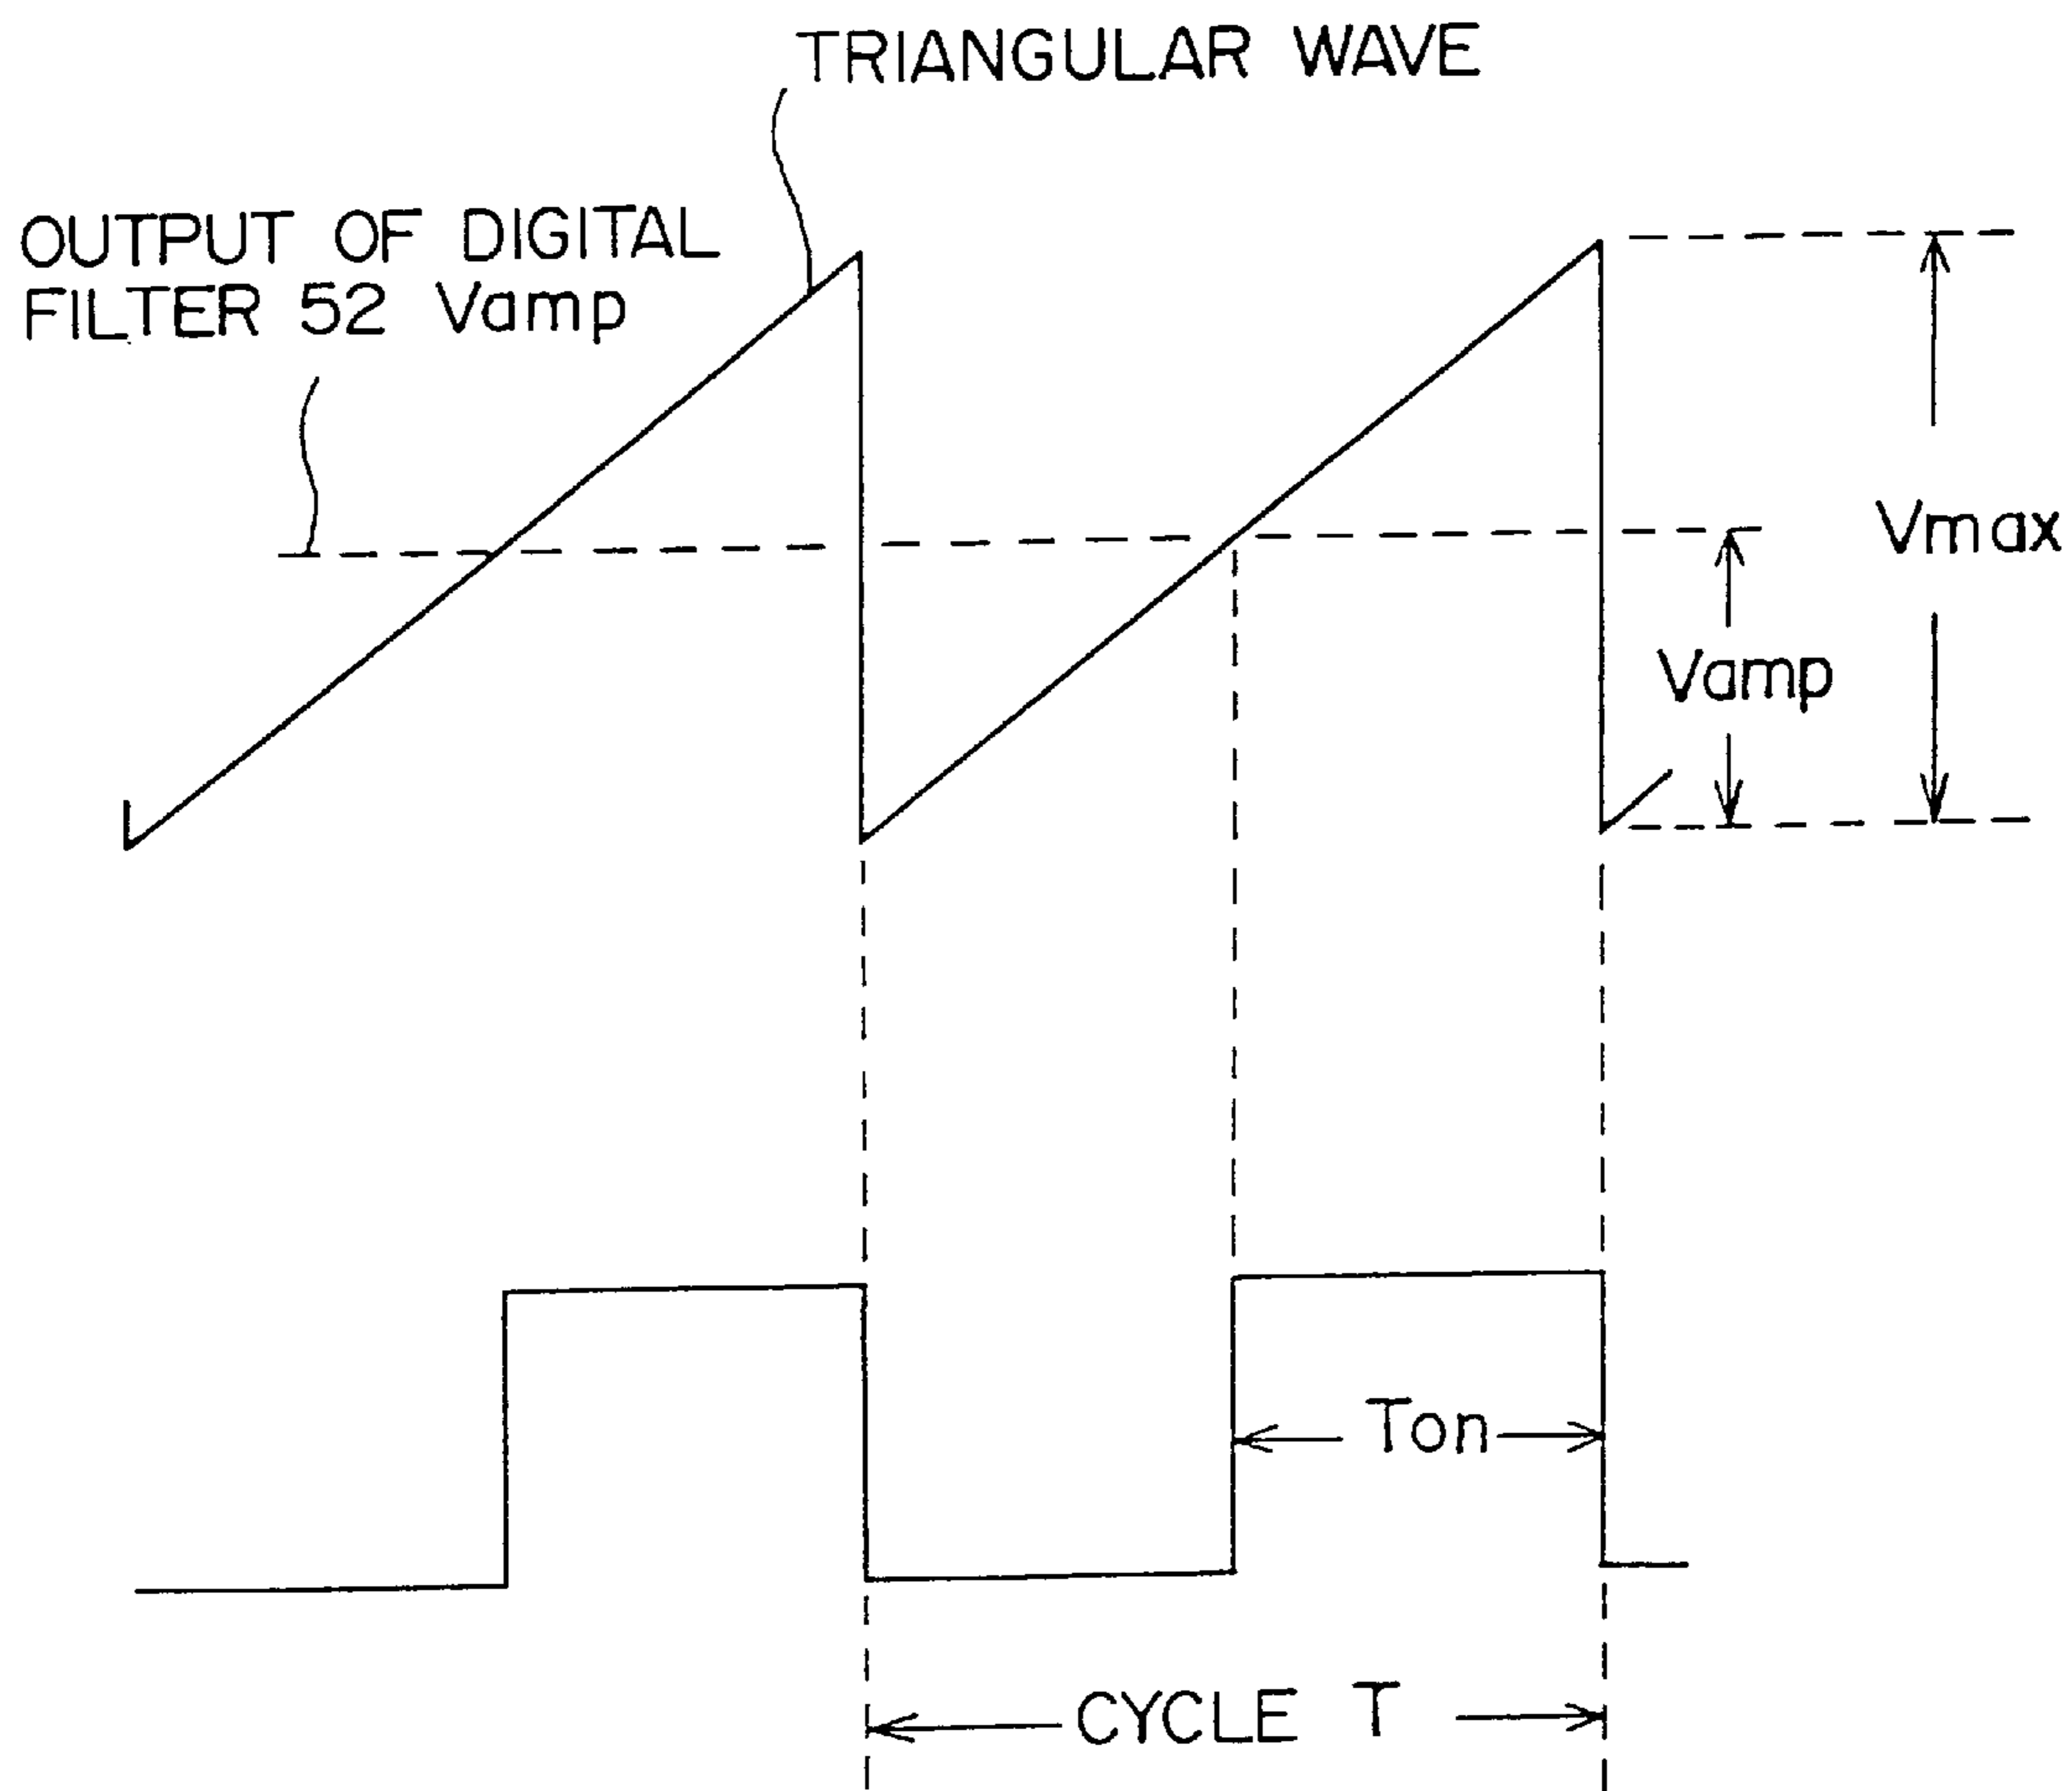 TRIANGULAR WAVE
OUTPUT OF DIGITAL
FILTER 52 Vamp
Vmax
Vamp
Ton
CYCLE T